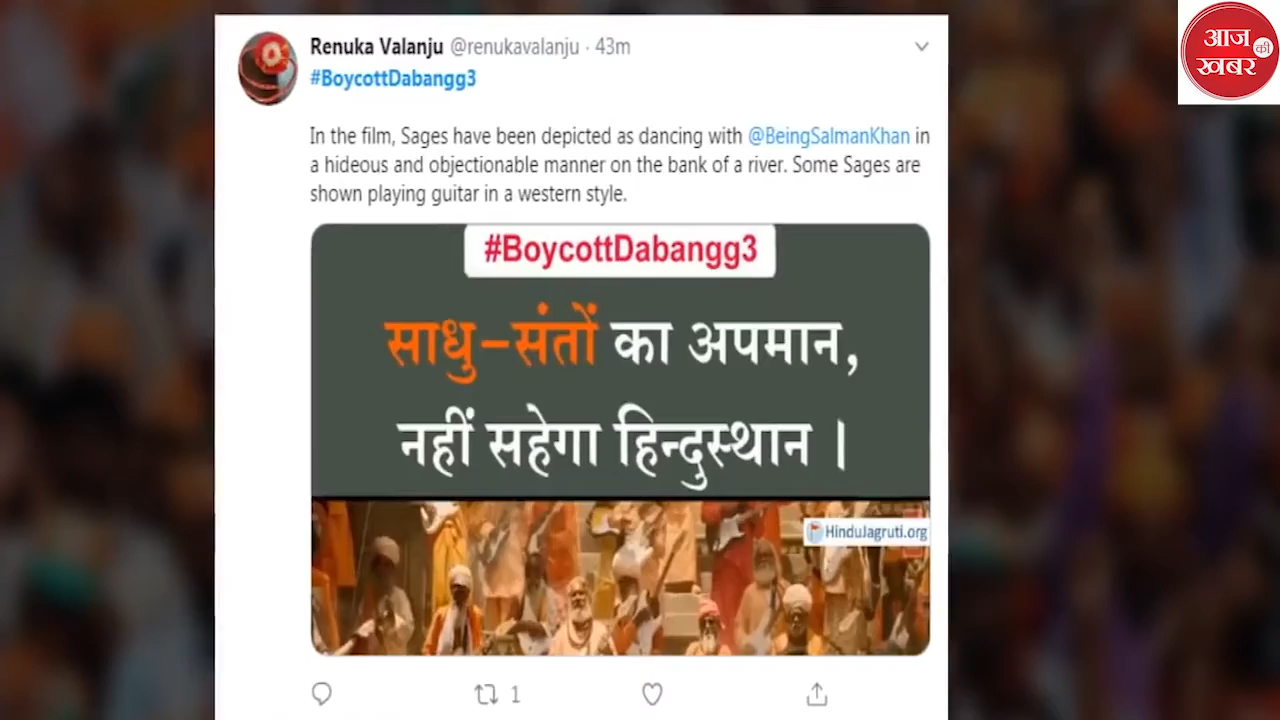 आज
की
खबर
Renuka Valanju @renukavalanju · 43m
#BoycottDabangg3
In the film, Sages have been depicted as dancing with @BeingSalmanKhan in
a hideous and objectionable manner on the bank of a river. Some Sages are
shown playing guitar in a western style.
#BoycottDabangg3
साधु-संतों का अपमान,
नहीं सहेगा हिन्दुस्थान ।
HinduJagruti.org
1